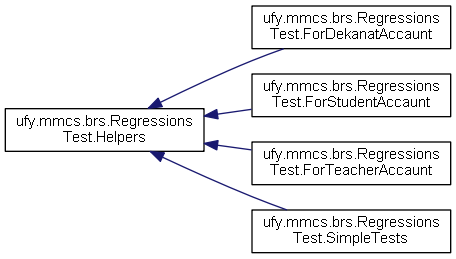 ufy.mmcs.brs.Regressions
Test.ForDekanatAccaunt
ufy.mmcs.brs.Regressions
Test.ForStudentAccaunt
ufy.mmcs.brs.Regressions
Test.Helpers
ufy.mmcs.brs.Regressions
Test.ForTeacherAccaunt
ufy.mmcs.brs.Regressions
Test.SimpleTests